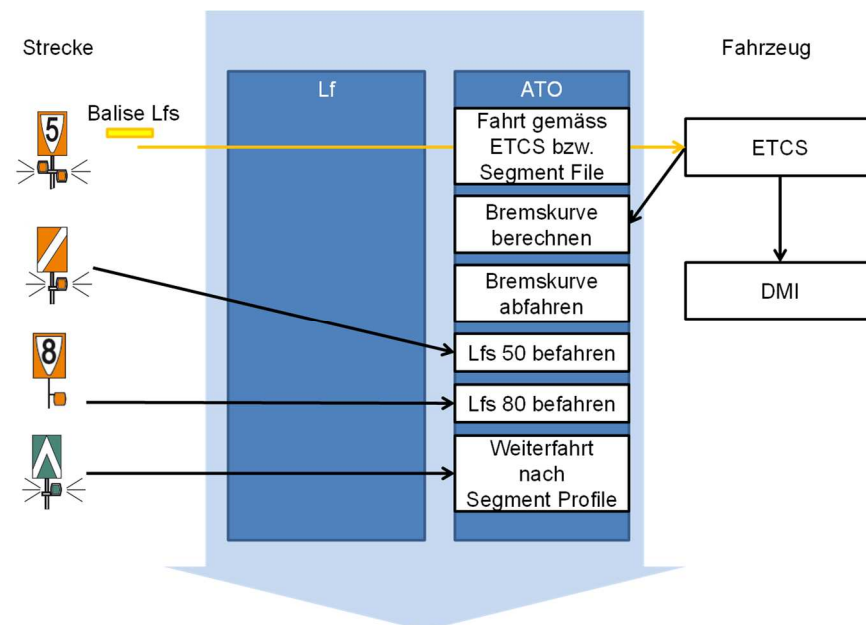 Strecke
Fahrzeug
Lf
ATO
Balise Lfs
5
Fahrt gemäss
ETCS bzw.
Segment File
ETCS
Bremskurve
berechnen
Bremskurve
abfahren
DMI
Lfs 50 befahren
8
Lfs 80 befahren
Weiterfahrt
nach
Segment Profile